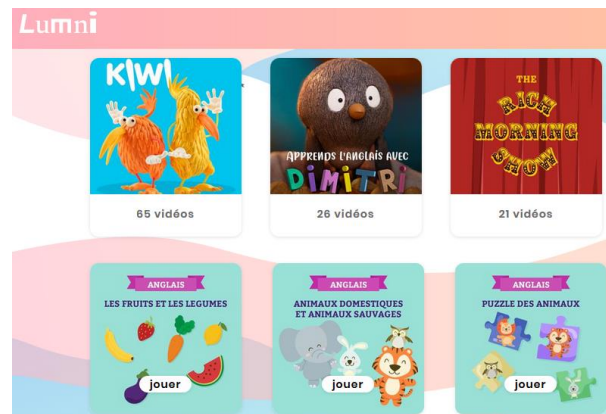 Lumni
KIWI
APPRENDS L'ANGLAIS AVEC
DIMITRI
THE
RICH
MORNING
SHOW
65 vidéos
26 vidéos
21 vidéos
ANGLAIS
LES FRUITS ET LES LEGUMES
jouer
ANGLAIS
ANIMAUX DOMESTIQUES
ET ANIMAUX SAUVAGES
jouer
ANGLAIS
PUZZLE DES ANIMAUX
jouer